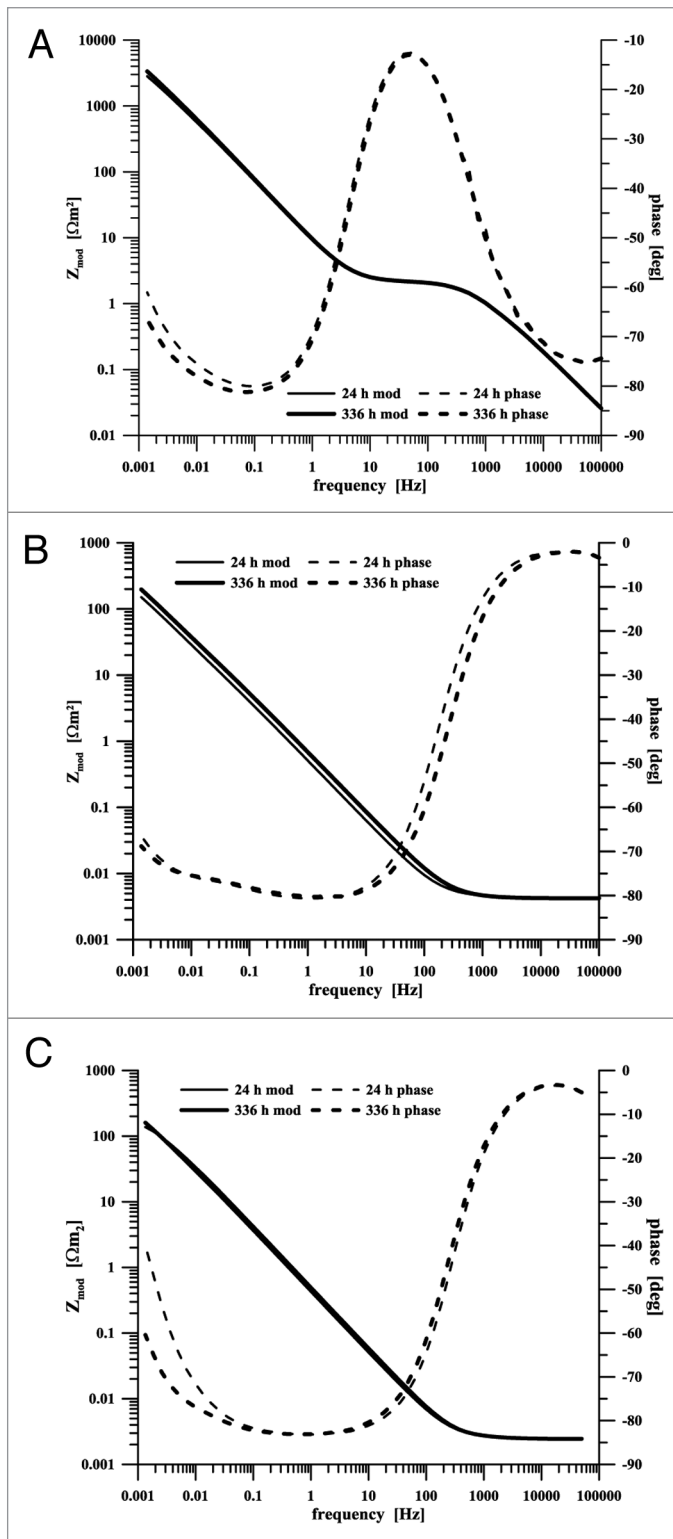 A
10000
1000
100
10
1
0.1
0.01
Zmod [Ωm²]
-10
-20
-30
-40
-50
-60
-70
-80
-90
phase [deg]
24 h mod 24 h phase
336 h mod 336 h phase
0.001 0.01 0.1 1 10 100 1000 10000 100000
frequency [Hz]
B
1000
100
10
1
0.1
0.01
0.001
Zmod [Ωm²]
0
-10
-20
-30
-40
-50
-60
-70
-80
-90
phase [deg]
24 h mod 24 h phase
336 h mod 336 h phase
0.001 0.01 0.1 1 10 100 1000 10000 100000
frequency [Hz]
C
1000
100
10
1
0.1
0.01
0.001
Zmod [Ωm₂]
0
-10
-20
-30
-40
-50
-60
-70
-80
-90
phase [deg]
24 h mod 24 h phase
336 h mod 336 h phase
0.001 0.01 0.1 1 10 100 1000 10000 100000
frequency [Hz]